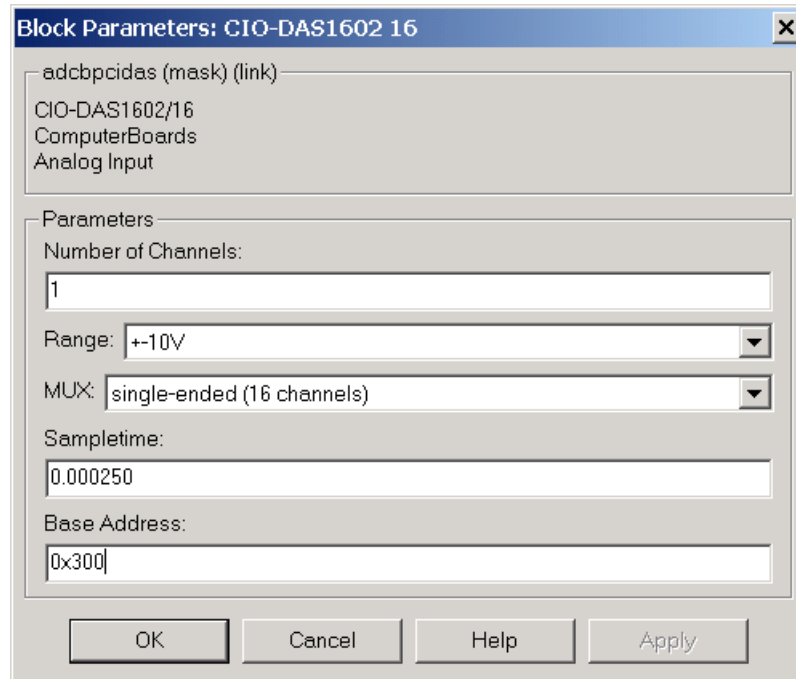 Block Parameters: CIO-DAS1602 16
adcbpcidas (mask) (link)
CIO-DAS1602/16
ComputerBoards
Analog Input
Parameters
Number of Channels:
1
Range: +-10V
MUX: single-ended (16 channels)
Sampletime:
0.000250
Base Address:
0x300
OK Cancel Help Apply